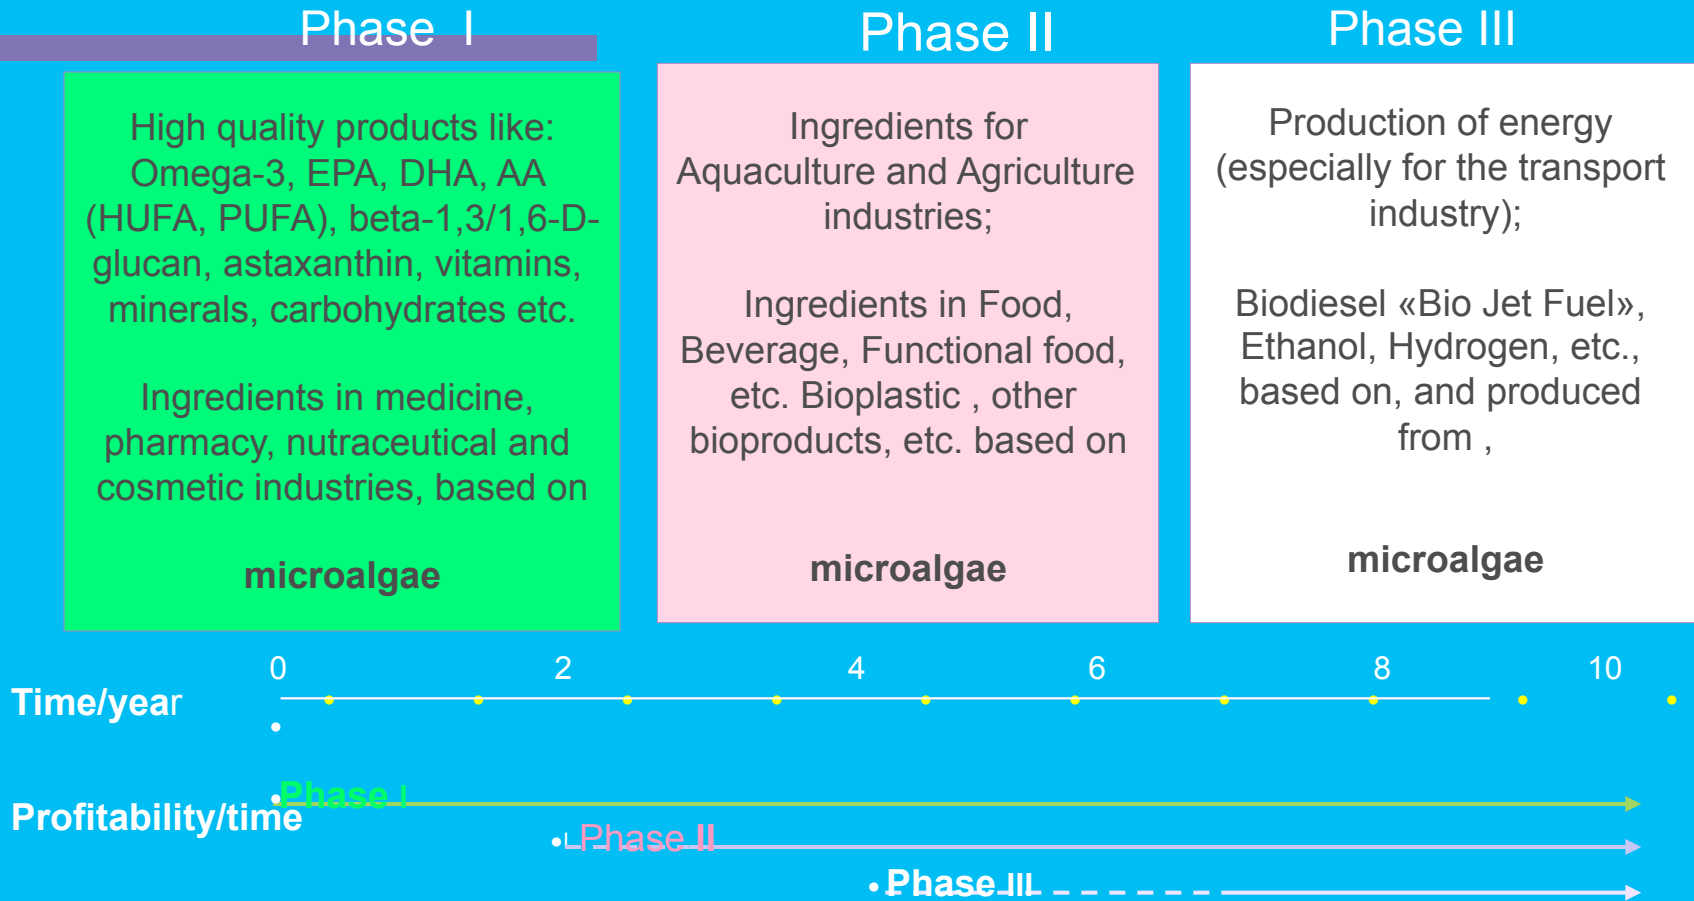 Phase I
High quality products like:
Omega-3, EPA, DHA, AA
(HUFA, PUFA), beta-1,3/1,6-D-
glucan, astaxanthin, vitamins,
minerals, carbohydrates etc.
Ingredients in medicine,
pharmacy, nutraceutical and
cosmetic industries, based on
microalgae
Phase II
Ingredients for
Aquaculture and Agriculture
industries;
Ingredients in Food,
Beverage, Functional food,
etc. Bioplastic , other
bioproducts, etc. based on
microalgae
Phase III
Production of energy
(especially for the transport
industry);
Biodiesel «Bio Jet Fuel»,
Ethanol, Hydrogen, etc.,
based on, and produced
from ,
microalgae
0 2 4 6 8 10
Time/year
Phase I
Profitability/time
Phase II
Phase III